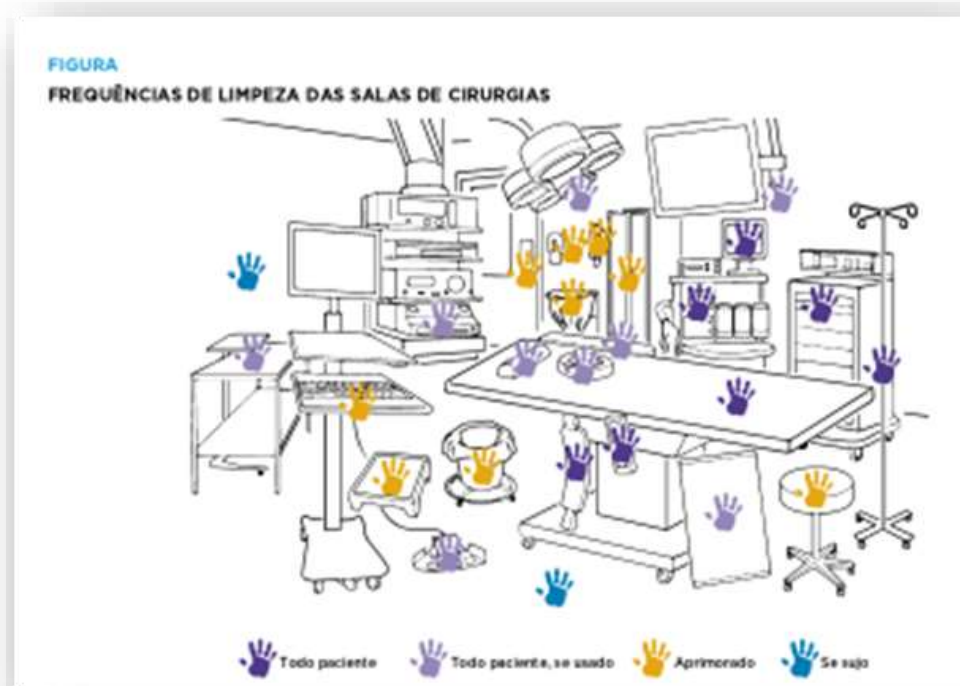 FIGURA
FREQUÊNCIAS DE LIMPEZA DAS SALAS DE CIRURGIAS
Todo paciente
Todo paciente, se usado
Aprimorado
Se sujo